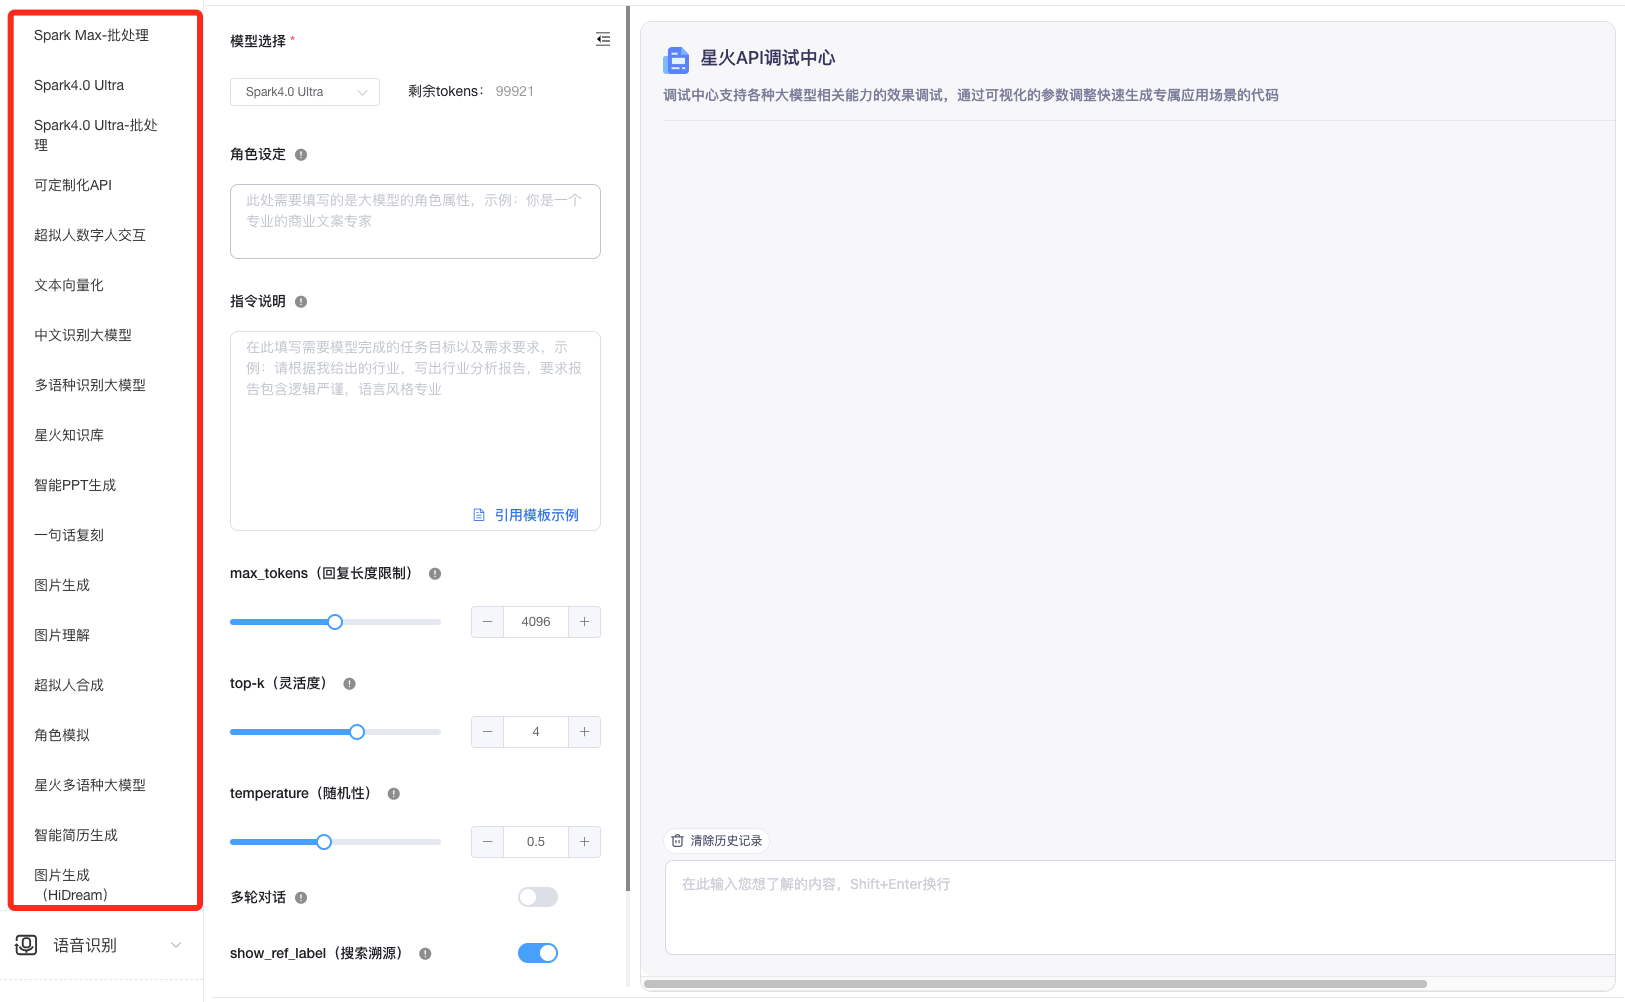 Spark Max-批处理
Spark4.0 Ultra
Spark4.0 Ultra-批处
理
可定制化API
超拟人数字人交互
文本向量化
中文识别大模型
多语种识别大模型
星火知识库
智能PPT生成
一句话复刻
图片生成
图片理解
超拟人合成
角色模拟
星火多语种大模型
智能简历生成
图片生成
（HiDream）
语音识别
模型选择 *
Spark4.0 Ultra
剩余tokens： 99921
角色设定
此处需要填写的是大模型的角色属性，示例：你是一个
专业的商业文案专家
指令说明
在此填写需要模型完成的任务目标以及需求要求，示
例：请根据我给出的行业，写出行业分析报告，要求报
告包含逻辑严谨，语言风格专业
引用模板示例
max_tokens（回复长度限制）
4096
top-k（灵活度）
4
temperature（随机性）
0.5
多轮对话
show_ref_label（搜索溯源）
星火API调试中心
调试中心支持各种大模型相关能力的效果调试，通过可视化的参数调整快速生成专属应用场景的代码
清除历史记录
在此输入您想了解的内容，Shift+Enter换行